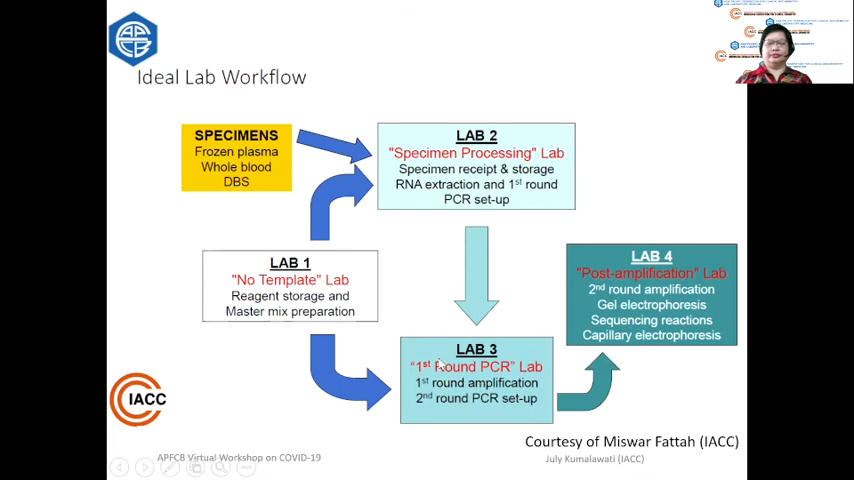 APFCB
Ideal Lab Workflow
SPECIMENS
Frozen plasma
Whole blood
DBS
LAB 2
"Specimen Processing" Lab
Specimen receipt & storage
RNA extraction and 1st round
PCR set-up
LAB 1
"No Template" Lab
Reagent storage and
Master mix preparation
LAB 4
"Post-amplification" Lab
2nd round amplification
Gel electrophoresis
Sequencing reactions
Capillary electrophoresis
LAB 3
“1st Round PCR” Lab
1st round amplification
2nd round PCR set-up
IACC
Courtesy of Miswar Fattah (IACC)
APFCB Virtual Workshop on COVID-19
July Kumalawati (IACC)